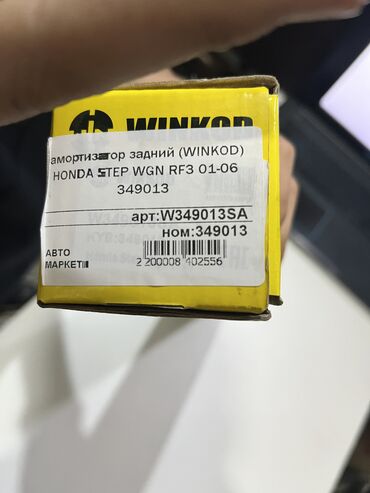 WINKOD
амортизатор задний (WINKOD)
HONDA STEP WGN RF3 01-06
349013
арт:W349013SA
ном:349013
АВТО
МАРКЕТ
2 200008 402556